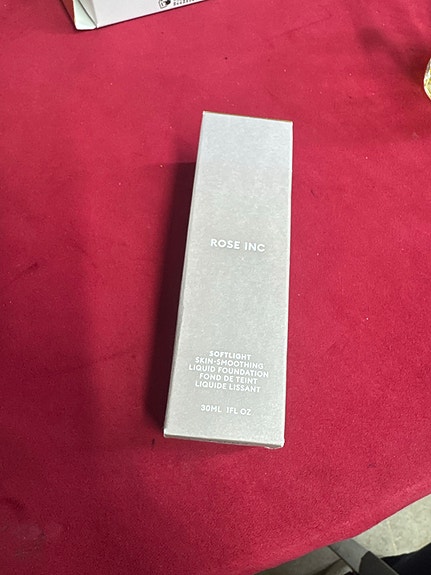 ROSE INC
SOFTLIGHT
SKIN-SMOOTHING
LIQUID FOUNDATION
FOND DE TEINT
LIQUIDE LISSANT
30ML 1FL OZ